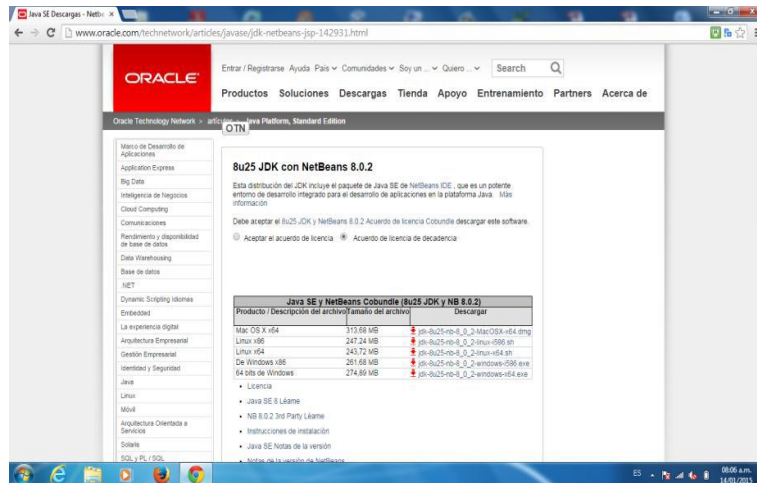 Java SE Descargas - Netbe
www.oracle.com/technetwork/articles/javase/jdk-netbeans-jsp-142931.html
ORACLE
Entrar / Registrarse Ayuda País Comunidades Soy un ... Quiero ... Search
Productos Soluciones Descargas Tienda Apoyo Entrenamiento Partners Acerca de
Oracle Technology Network > Java Platform, Standard Edition
OTN
Marco de Desarrollo de
Aplicaciones
Application Express
Big Data
Inteligencia de Negocios
Cloud Computing
Comunicaciones
Rendimiento y disponibilidad
de base de datos
Data Warehousing
Base de datos
.NET
Dynamic Scripting Idiomas
Embedded
La experiencia digital
Arquitectura Empresarial
Gestión Empresarial
Identidad y Seguridad
Java
Linux
Móvil
Arquitectura Orientada a
Servicios
Solaris
SQL y PL / SQL
8u25 JDK con NetBeans 8.0.2
Esta distribución del JDK incluye el paquete de Java SE de NetBeans IDE , que es un potente
entorno de desarrollo integrado para el desarrollo de aplicaciones en la plataforma Java. Más
información
Debe aceptar el 8u25 JDK y NetBeans 8.0.2 Acuerdo de licencia Cobundle descargar este software.
Aceptar el acuerdo de licencia Acuerdo de licencia de decadencia
Java SE y NetBeans Cobundle (8u25 JDK y NB 8.0.2)
Producto / Descripción del archivo Tamaño del archivo Descargar
Mac OS X x64 313,68 MB jdk-8u25-nb-8_0_2-MacOSX-x64.dmg
Linux x86 247,24 MB jdk-8u25-nb-8_0_2-linux-i586.sh
Linux x64 243,72 MB jdk-8u25-nb-8_0_2-linux-x64.sh
De Windows x86 261,68 MB jdk-8u25-nb-8_0_2-windows-i586.exe
64 bits de Windows 274,89 MB jdk-8u25-nb-8_0_2-windows-x64.exe
Licencia
Java SE 8 Léame
NB 8.0.2 3rd Party Léame
Instrucciones de instalación
Java SE Notas de la versión
Notas de la versión de NetBeans
ES 08:06 a.m.
14/01/2015